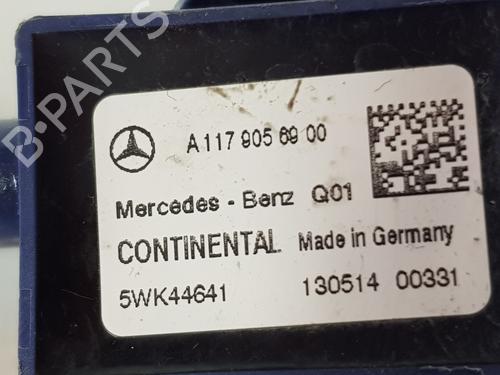 B-PARTS
A 117 905 69 00
Mercedes - Benz Q01
CONTINENTAL Made in Germany
5WK44641 130514 00331